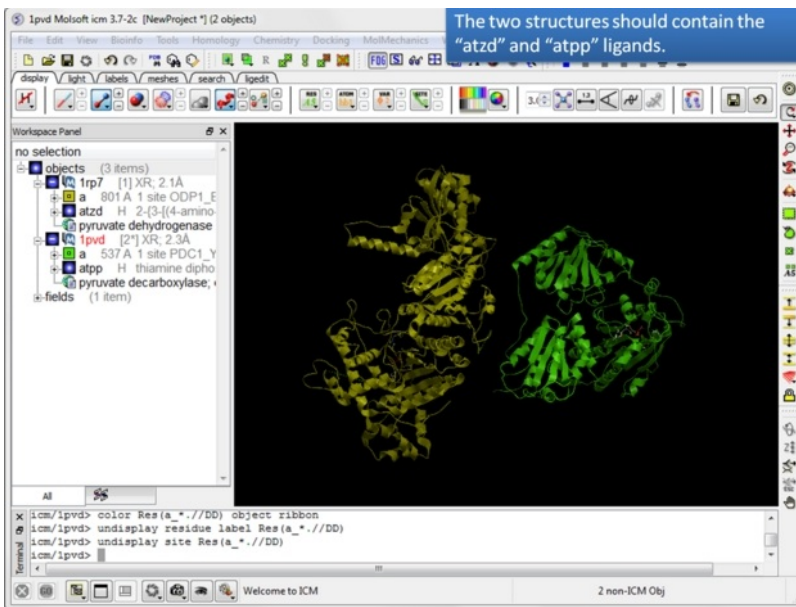 1pvd Molsoft icm 3.7-2c [NewProject *] (2 objects)
The two structures should contain the
“atzd” and “atpp” ligands.
File Edit View Bioinfo Tools Homology Chemistry Docking MolMechanics
display light labels meshes search ligedit
Workspace Panel
no selection
objects (3 items)
1rp7 [1] XR; 2.1Å
a 801 A 1 site ODP1_E
atzd H 2-{3-[(4-amino-
pyruvate dehydrogenase
1pvd [2*] XR; 2.3Å
a 537 A 1 site PDC1_Y
atpp H thiamine dipho
pyruvate decarboxylase;
fields (1 item)
All
Terminal
icm/1pvd> color Res(a_*.//DD) object ribbon
icm/1pvd> undisplay residue label Res(a_*.//DD)
icm/1pvd> undisplay site Res(a_*.//DD)
icm/1pvd>
Welcome to ICM
2 non-ICM Obj